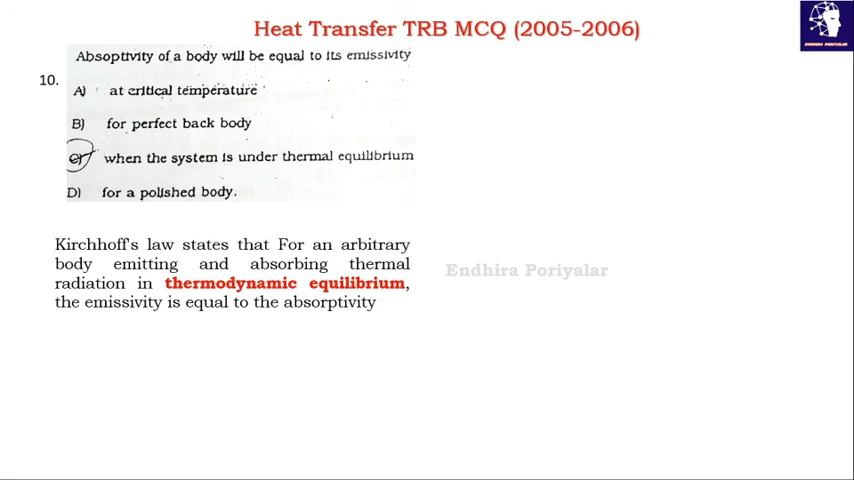 Heat Transfer TRB MCQ (2005-2006)
ENDHIRA PORIYALAR
Absoptivity of a body will be equal to its emissivity
10.
A) at critical temperature
B) for perfect back body
C) when the system is under thermal equilibrium
D) for a polished body.
Kirchhoff's law states that For an arbitrary
body emitting and absorbing thermal
radiation in thermodynamic equilibrium,
the emissivity is equal to the absorptivity
Endhira Poriyalar